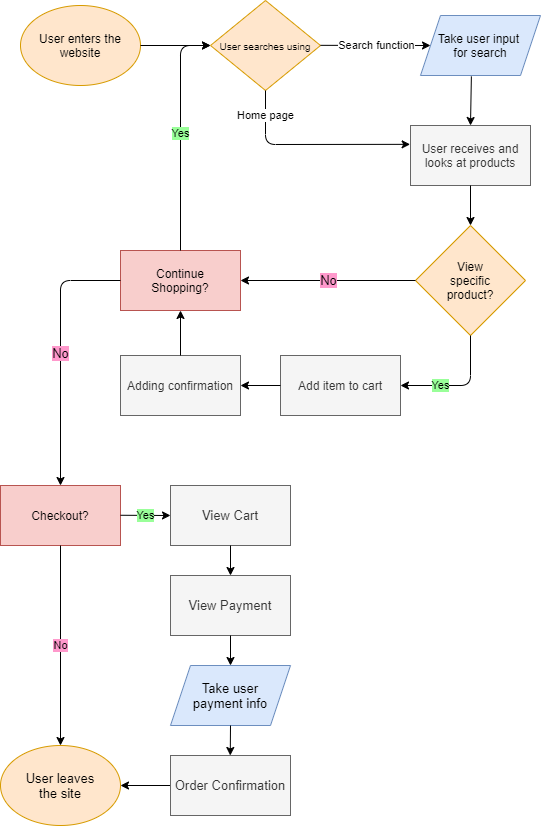 User enters the
website
User searches using
Search function
Take user input
for search
Home page
Yes
User receives and
looks at products
View
specific
product?
No
Continue
Shopping?
No
Yes
Add item to cart
Adding confirmation
Checkout?
Yes
View Cart
View Payment
No
Take user
payment info
Order Confirmation
User leaves
the site